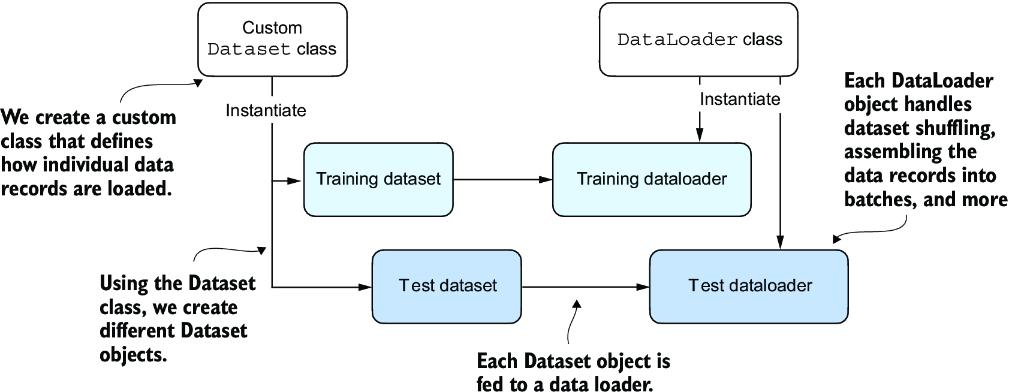 Custom
Dataset class
DataLoader class
Instantiate
Instantiate
We create a custom
class that defines
how individual data
records are loaded.
Each DataLoader
object handles
dataset shuffling,
assembling the
data records into
batches, and more
Training dataset
Training dataloader
Test dataset
Test dataloader
Using the Dataset
class, we create
different Dataset
objects.
Each Dataset object is
fed to a data loader.